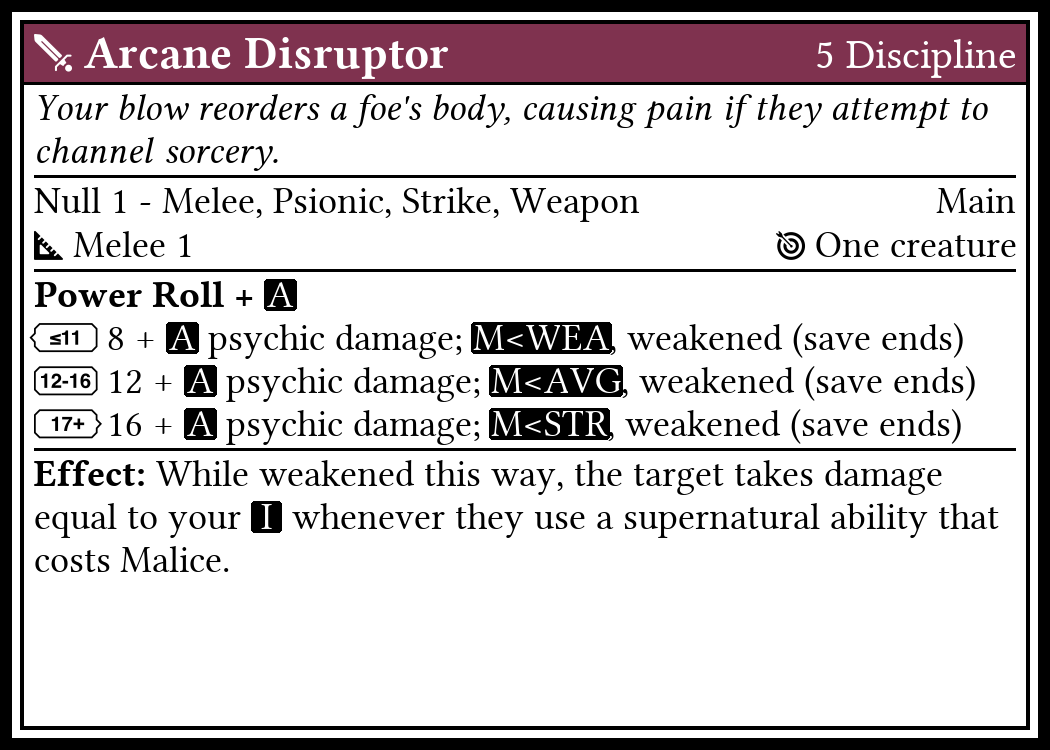 Arcane Disruptor 5 Discipline
Your blow reorders a foe's body, causing pain if they attempt to
channel sorcery.
Null 1 - Melee, Psionic, Strike, Weapon Main
Melee 1 One creature
Power Roll + A
≤11 8 + A psychic damage; M<WEA, weakened (save ends)
12-16 12 + A psychic damage; M<AVG, weakened (save ends)
17+ 16 + A psychic damage; M<STR, weakened (save ends)
Effect: While weakened this way, the target takes damage
equal to your I whenever they use a supernatural ability that
costs Malice.